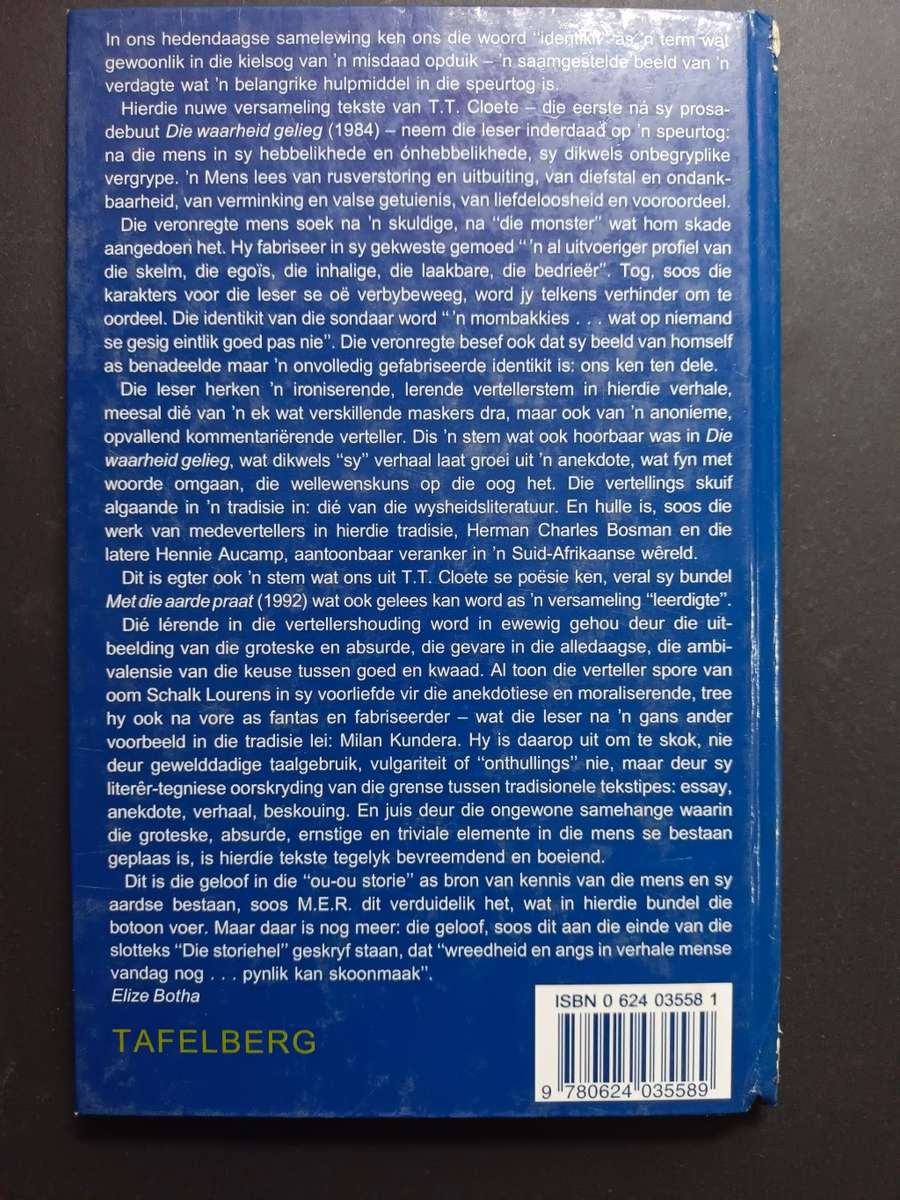 In ons hedendaagse samelewing ken ons die woord "identikit" as 'n term wat
gewoonlik in die kielsog van 'n misdaad opduik – 'n saamgestelde beeld van 'n
verdagte wat 'n belangrike hulpmiddel in die speurtog is.
Hierdie nuwe versameling tekste van T.T. Cloete – die eerste ná sy prosa-
debuut Die waarheid gelieg (1984) – neem die leser inderdaad op 'n speurtog:
na die mens in sy hebbelikhede en ónhebbelikhede, sy dikwels onbegryplike
vergrype. 'n Mens lees van rusverstoring en uitbuiting, van diefstal en ondank-
baarheid, van verminking en valse getuienis, van liefdeloosheid en vooroordeel.
Die veronregte mens soek na 'n skuldige, na "die monster" wat hom skade
aangedoen het. Hy fabriseer in sy gekweste gemoed " 'n al uitvoeriger profiel van
die skelm, die egoïs, die inhalige, die laakbare, die bedrieër". Tog, soos die
karakters voor die leser se oë verbybeweeg, word jy telkens verhinder om te
oordeel. Die identikit van die sondaar word " 'n mombakkies . . . wat op niemand
se gesig eintlik goed pas nie". Die veronregte besef ook dat sy beeld van homself
as benadeelde maar 'n onvolledig gefabriseerde identikit is: ons ken ten dele.
Die leser herken 'n ironiserende, lerende vertellerstem in hierdie verhale,
meesal dié van 'n ek wat verskillende maskers dra, maar ook van 'n anonieme,
opvallend kommentariërende verteller. Dis 'n stem wat ook hoorbaar was in Die
waarheid gelieg, wat dikwels "sy" verhaal laat groei uit 'n anekdote, wat fyn met
woorde omgaan, die wellewenskuns op die oog het. Die vertellings skuif
algaande in 'n tradisie in: dié van die wysheidsliteratuur. En hulle is, soos die
werk van medevertellers in hierdie tradisie, Herman Charles Bosman en die
latere Hennie Aucamp, aantoonbaar veranker in 'n Suid-Afrikaanse wêreld.
Dit is egter ook 'n stem wat ons uit T.T. Cloete se poësie ken, veral sy bundel
Met die aarde praat (1992) wat ook gelees kan word as 'n versameling "leerdigte".
Dié lérende in die vertellershouding word in ewewig gehou deur die uit-
beelding van die groteske en absurde, die gevare in die alledaagse, die ambi-
valensie van die keuse tussen goed en kwaad. Al toon die verteller spore van
oom Schalk Lourens in sy voorliefde vir die anekdotiese en moraliserende, tree
hy ook na vore as fantas en fabriseerder – wat die leser na 'n gans ander
voorbeeld in die tradisie lei: Milan Kundera. Hy is daarop uit om te skok, nie
deur gewelddadige taalgebruik, vulgariteit of "onthullings" nie, maar deur sy
literêr-tegniese oorskryding van die grense tussen tradisionele tekstipes: essay,
anekdote, verhaal, beskouing. En juis deur die ongewone samehange waarin
die groteske, absurde, ernstige en triviale elemente in die mens se bestaan
geplaas is, is hierdie tekste tegelyk bevreemdend en boeiend.
Dit is die geloof in die "ou-ou storie" as bron van kennis van die mens en sy
aardse bestaan, soos M.E.R. dit verduidelik het, wat in hierdie bundel die
botoon voer. Maar daar is nog meer: die geloof, soos dit aan die einde van die
slotteks "Die storiehel" geskryf staan, dat "wreedheid en angs in verhale mense
vandag nog . . . pynlik kan skoonmaak".
Elize Botha
TAFELBERG
ISBN 0 624 03558 1
9 780624 035589